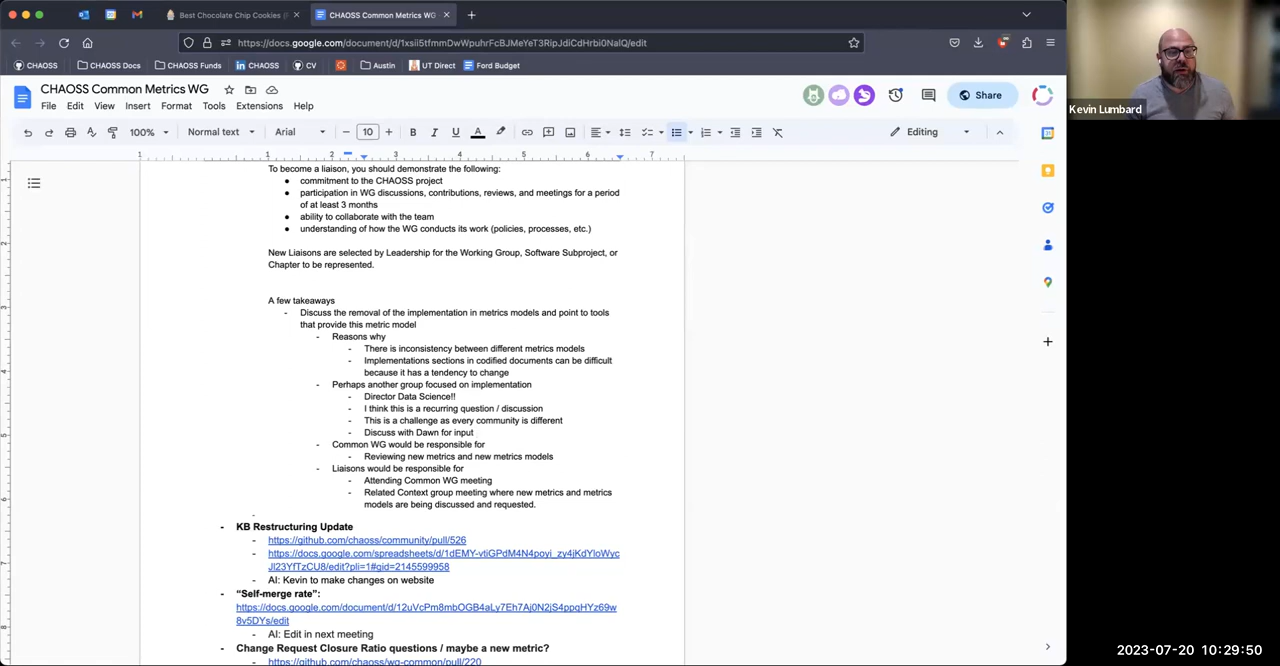 Best Chocolate Chip Cookies
CHAOSS Common Metrics WG
https://docs.google.com/document/d/1xsiI5tfmmDwWpuhrFcBJMeYeT3RipJdiCdHrbi0NalQ/edit
CHAOSS
CHAOSS Docs
CHAOSS Funds
CHAOSS
CV
Austin
UT Direct
Ford Budget
CHAOSS Common Metrics WG
File Edit View Insert Format Tools Extensions Help
Share
Kevin Lumbard
100%
Normal text
Arial
10
Editing
To become a liaison, you should demonstrate the following:
● commitment to the CHAOSS project
● participation in WG discussions, contributions, reviews, and meetings for a period
of at least 3 months
● ability to collaborate with the team
● understanding of how the WG conducts its work (policies, processes, etc.)
New Liaisons are selected by Leadership for the Working Group, Software Subproject, or
Chapter to be represented.
A few takeaways
- Discuss the removal of the implementation in metrics models and point to tools
that provide this metric model
- Reasons why
- There is inconsistency between different metrics models
- Implementations sections in codified documents can be difficult
because it has a tendency to change
- Perhaps another group focused on implementation
- Director Data Science!!
- I think this is a recurring question / discussion
- This is a challenge as every community is different
- Discuss with Dawn for input
- Common WG would be responsible for
- Reviewing new metrics and new metrics models
- Liaisons would be responsible for
- Attending Common WG meeting
- Related Context group meeting where new metrics and metrics
models are being discussed and requested.
-
- KB Restructuring Update
- https://github.com/chaoss/community/pull/526
- https://docs.google.com/spreadsheets/d/1dEMY-vtiGPdM4N4poyi_zy4jKdYloWyc
Jl23YfTzCU8/edit?pli=1#gid=2145599958
- AI: Kevin to make changes on website
- “Self-merge rate”:
https://docs.google.com/document/d/12uVcPm8mbOGB4aLy7Eh7Aj0N2jS4ppqHYz69w
8v5DYs/edit
- AI: Edit in next meeting
- Change Request Closure Ratio questions / maybe a new metric?
- https://github.com/chaoss/wg-common/pull/220
2023-07-20 10:29:50